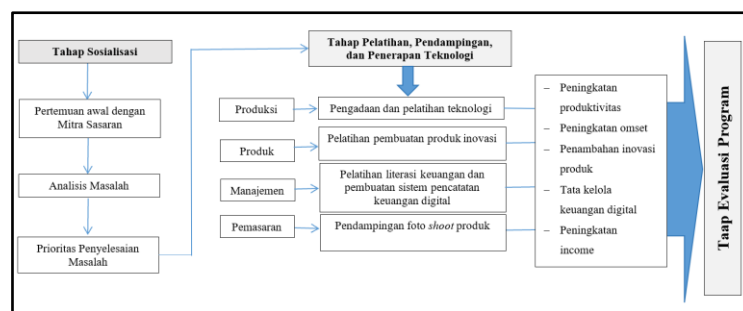 Tahap Sosialisasi
Pertemuan awal dengan
Mitra Sasaran
Analisis Masalah
Prioritas Penyelesaian
Masalah
Tahap Pelatihan, Pendampingan,
dan Penerapan Teknologi
Produksi
Pengadaan dan pelatihan teknologi
Produk
Pelatihan pembuatan produk inovasi
Manajemen
Pelatihan literasi keuangan dan
pembuatan sistem pencatatan
keuangan digital
Pemasaran
Pendampingan foto shoot produk
– Peningkatan
produktivitas
– Peningkatan omset
– Penambahan inovasi
produk
– Tata kelola
keuangan digital
– Peningkatan
income
Taap Evaluasi Program